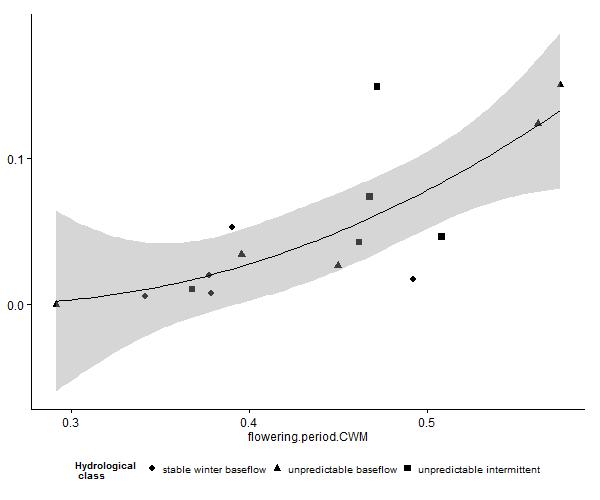 0.1
0.0
0.3 0.4 0.5
flowering.period.CWM
Hydrological
class
stable winter baseflow unpredictable baseflow unpredictable intermittent